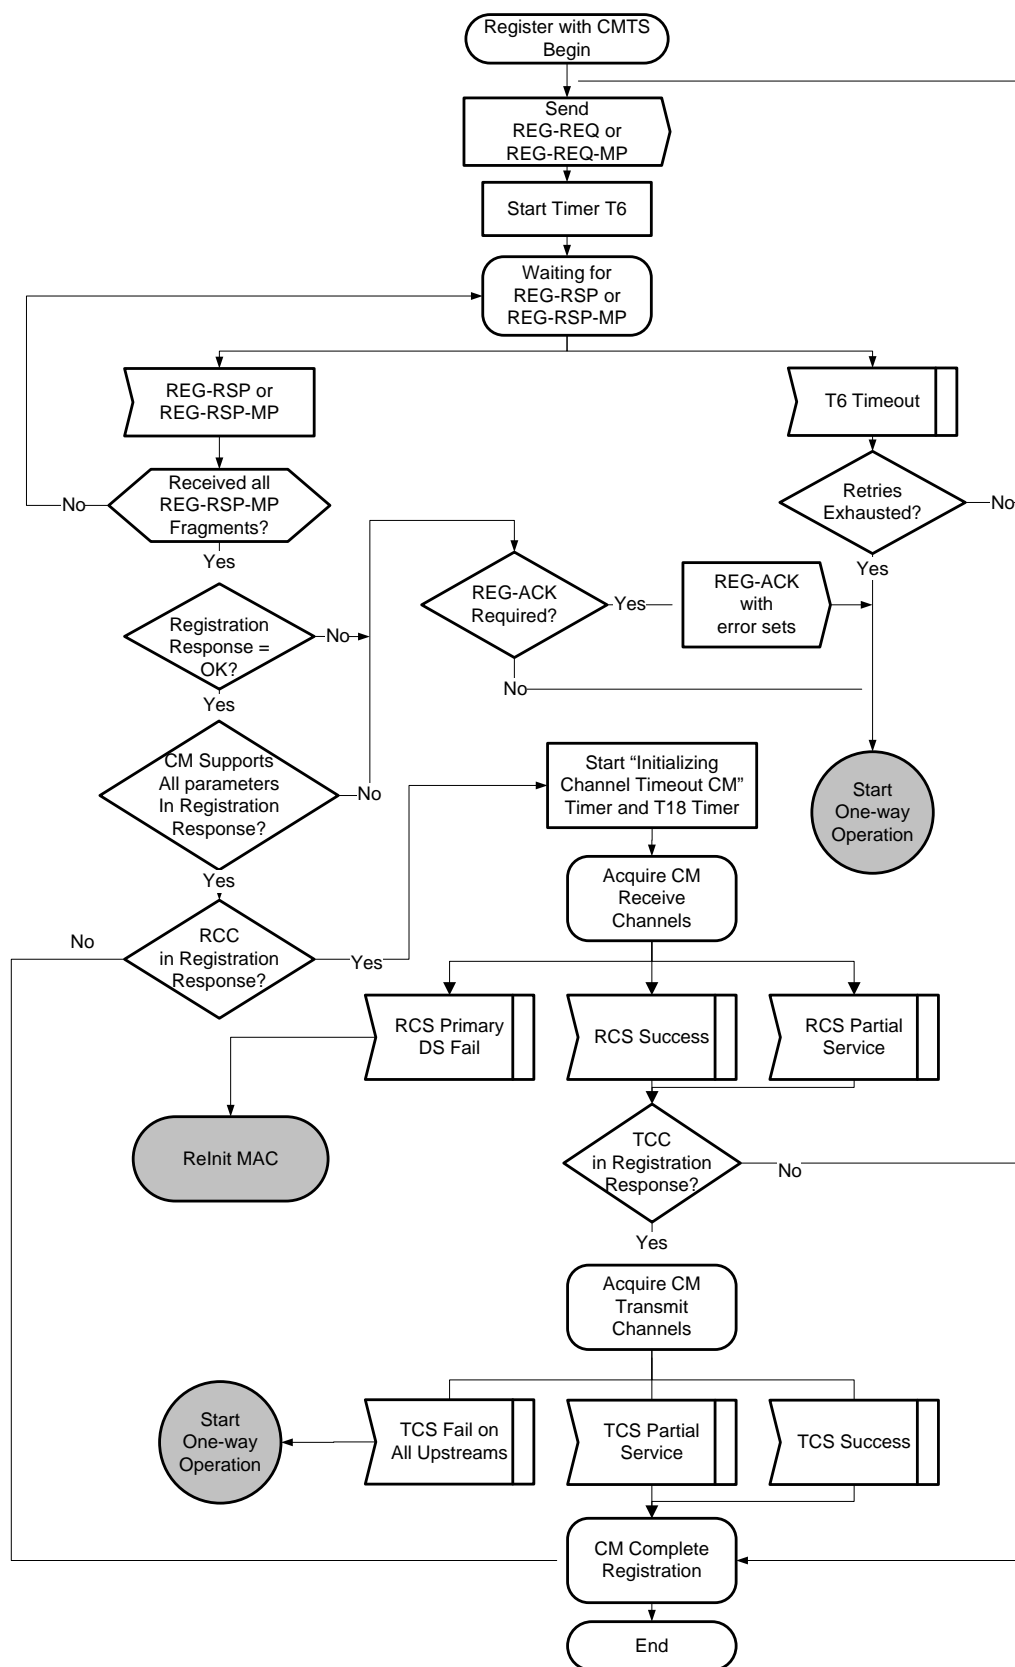 Register with CMTS
Begin
Send
REG-REQ or
REG-REQ-MP
Start Timer T6
Waiting for
REG-RSP or
REG-RSP-MP
REG-RSP or
REG-RSP-MP
T6 Timeout
Received all
REG-RSP-MP
Fragments?
No
Yes
Retries
Exhausted?
No
Yes
REG-ACK
Required?
Yes
No
REG-ACK
with
error sets
Registration
Response =
OK?
No
Yes
CM Supports
All parameters
In Registration
Response?
No
Yes
Start “Initializing
Channel Timeout CM”
Timer and T18 Timer
Start
One-way
Operation
Acquire CM
Receive
Channels
RCC
in Registration
Response?
No
Yes
RCS Primary
DS Fail
RCS Success
RCS Partial
Service
ReInit MAC
TCC
in Registration
Response?
No
Yes
Acquire CM
Transmit
Channels
Start
One-way
Operation
TCS Fail on
All Upstreams
TCS Partial
Service
TCS Success
CM Complete
Registration
End